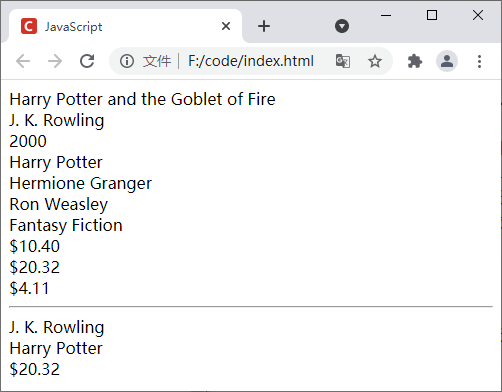 C JavaScript
文件 F:/code/index.html
Harry Potter and the Goblet of Fire
J. K. Rowling
2000
Harry Potter
Hermione Granger
Ron Weasley
Fantasy Fiction
$10.40
$20.32
$4.11
J. K. Rowling
Harry Potter
$20.32